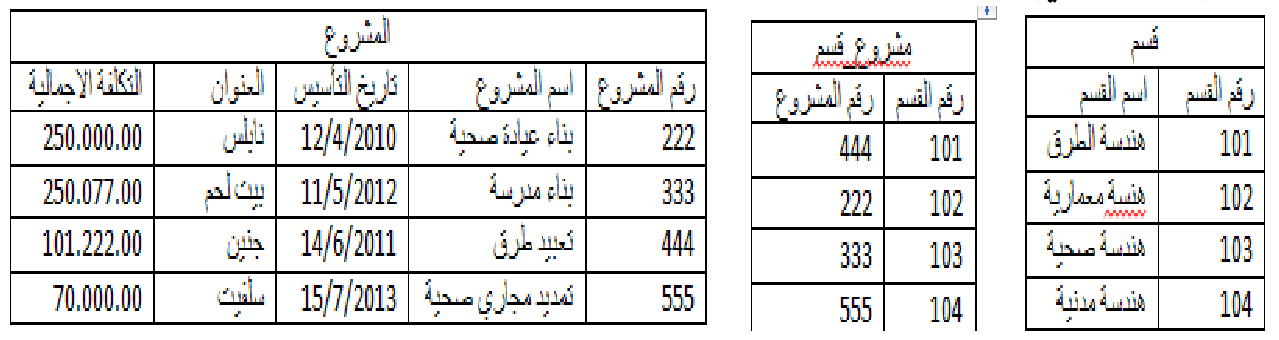 قسم
رقم القسم اسم القسم
101 هندسة الطرق
102 هنسة معمارية
103 هندسة صحية
104 هندسة مدنية
مشروع قسم
رقم القسم رقم المشروع
101 444
102 222
103 333
104 555
المشروع
رقم المشروع اسم المشروع تاريخ التأسيس العنوان التكلفة الاجمالية
222 بناء عيادة صحية 12/4/2010 نابلس 250.000.00
333 بناء مدرسة 11/5/2012 بيت لحم 250.077.00
444 تعبيد طرق 14/6/2011 جنين 101.222.00
555 تمديد مجاري صحية 15/7/2013 سلفيت 70.000.00